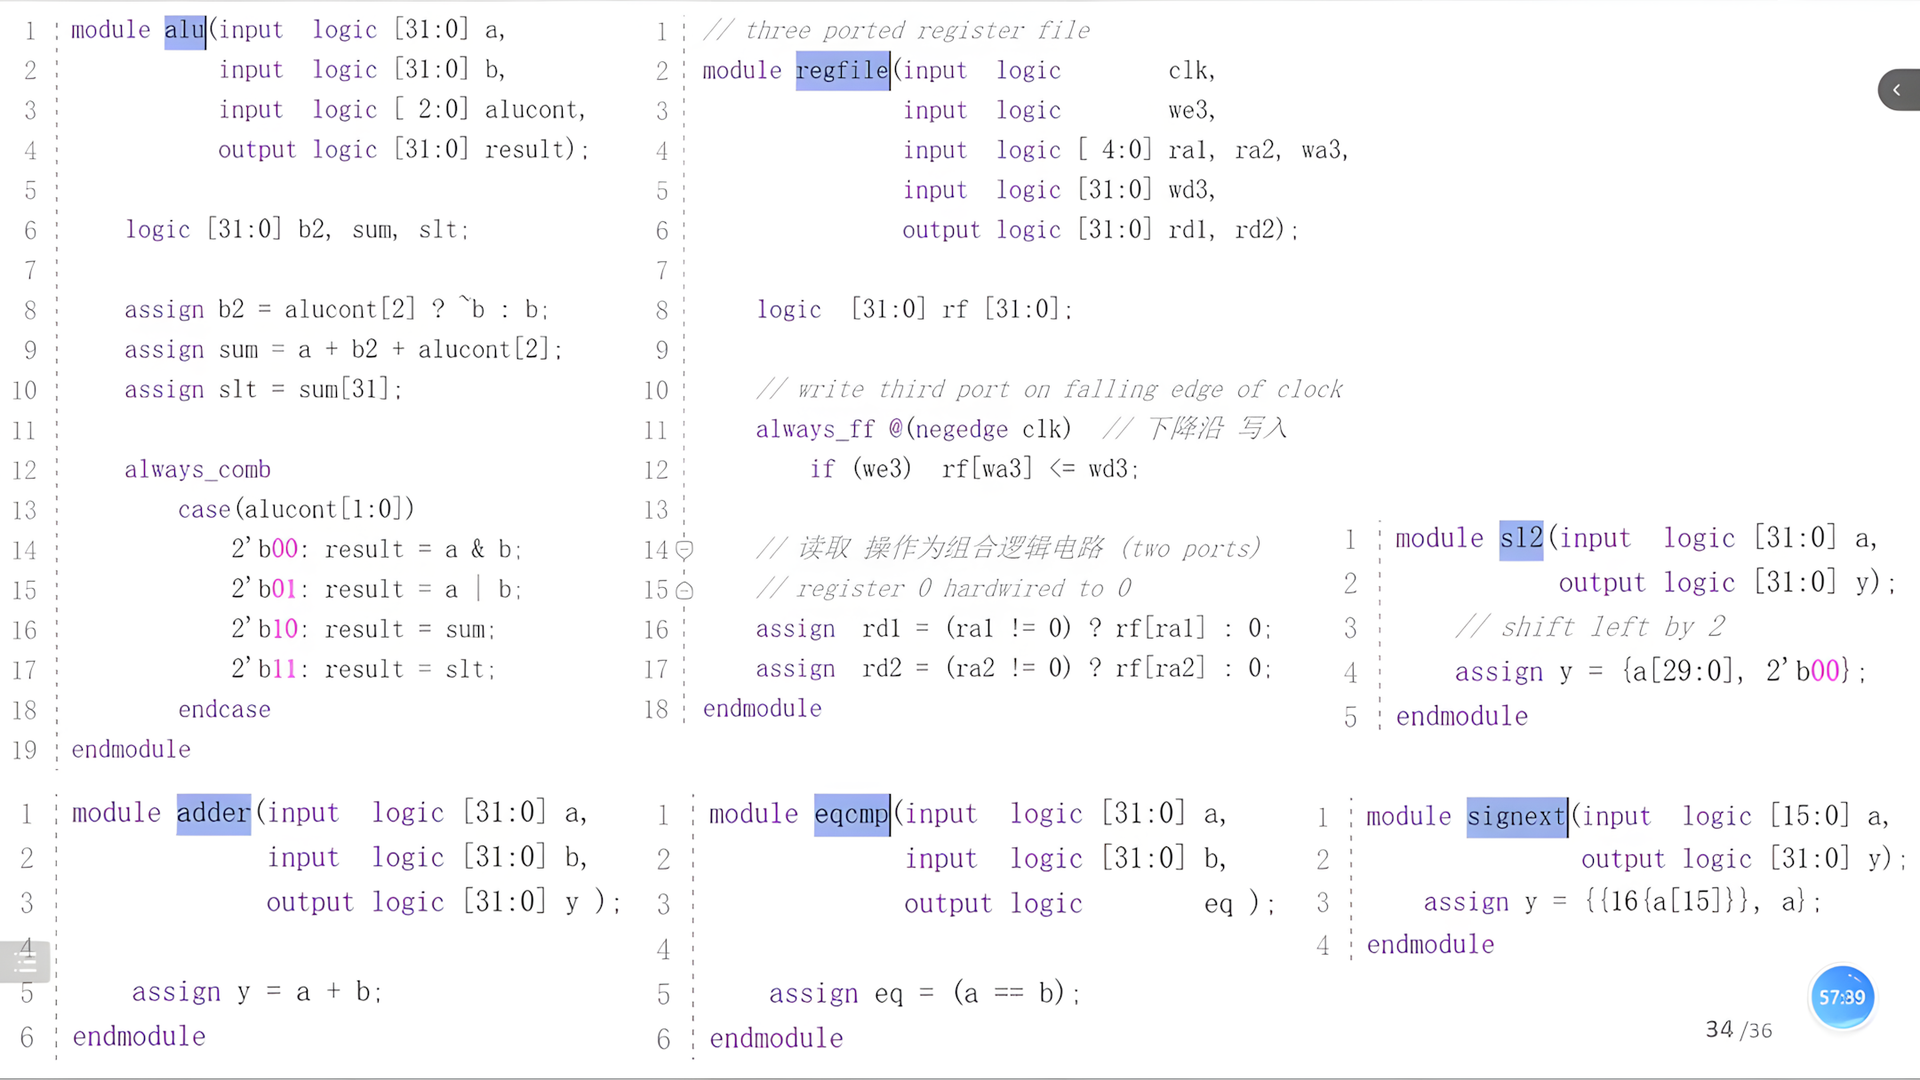 1 module alu(input  logic [31:0] a,
2 input  logic [31:0] b,
3 input  logic [ 2:0] alucont,
4 output logic [31:0] result);
5
6 logic [31:0] b2, sum, slt;
7
8 assign b2 = alucont[2] ? ~b : b;
9 assign sum = a + b2 + alucont[2];
10 assign slt = sum[31];
11
12 always_comb
13 case(alucont[1:0])
14 2'b00: result = a & b;
15 2'b01: result = a | b;
16 2'b10: result = sum;
17 2'b11: result = slt;
18 endcase
19 endmodule
1 // three ported register file
2 module regfile(input  logic        clk,
3 input  logic        we3,
4 input  logic [ 4:0] ra1, ra2, wa3,
5 input  logic [31:0] wd3,
6 output logic [31:0] rd1, rd2);
7
8 logic  [31:0] rf [31:0];
9
10 // write third port on falling edge of clock
11 always_ff @(negedge clk)  // 下降沿 写入
12 if (we3)  rf[wa3] <= wd3;
13
14 // 读取 操作为组合逻辑电路 (two ports)
15 // register 0 hardwired to 0
16 assign  rd1 = (ra1 != 0) ? rf[ra1] : 0;
17 assign  rd2 = (ra2 != 0) ? rf[ra2] : 0;
18 endmodule
1 module sl2(input  logic [31:0] a,
2 output logic [31:0] y);
3 // shift left by 2
4 assign y = {a[29:0], 2'b00};
5 endmodule
1 module adder(input  logic [31:0] a,
2 input  logic [31:0] b,
3 output logic [31:0] y );
4
5 assign y = a + b;
6 endmodule
1 module eqcmp(input  logic [31:0] a,
2 input  logic [31:0] b,
3 output logic        eq );
4
5 assign eq = (a == b);
6 endmodule
1 module signext(input  logic [15:0] a,
2 output logic [31:0] y);
3 assign y = {{16{a[15]}}, a};
4 endmodule
57:39
34 /36